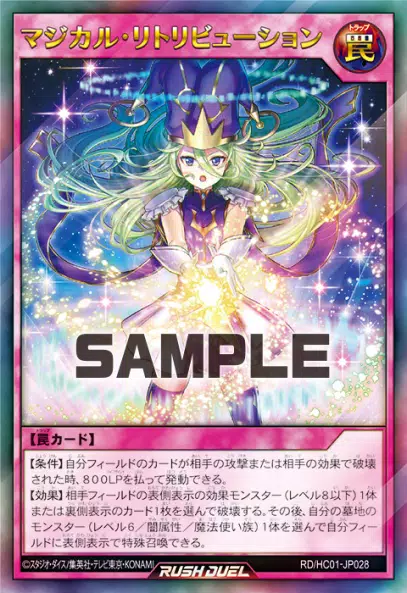 マジカル・リトリビューション
トラップ
罠
SAMPLE
【罠カード】
【条件】自分フィールドのカードが相手の攻撃または相手の効果で破壊
された時、800LPを払って発動できる。
【効果】相手フィールドの表側表示の効果モンスター(レベル8以下)1体
または裏側表示のカード1枚を選んで破壊する。その後、自分の墓地の
モンスター(レベル6/闇属性/魔法使い族)1体を選んで自分フィー
ルドに表側表示で特殊召喚できる。
©スタジオ・ダイス/集英社・テレビ東京・KONAMI
RUSH DUEL
RD/HC01-JP028